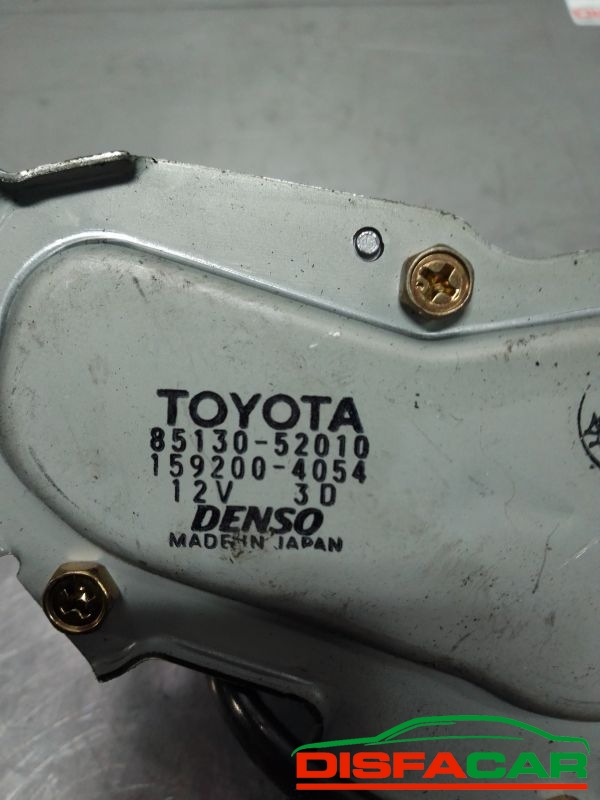 TOYOTA
85130-52010
159200-4054
12V 3D
DENSO
MADE IN JAPAN
DISFACAR